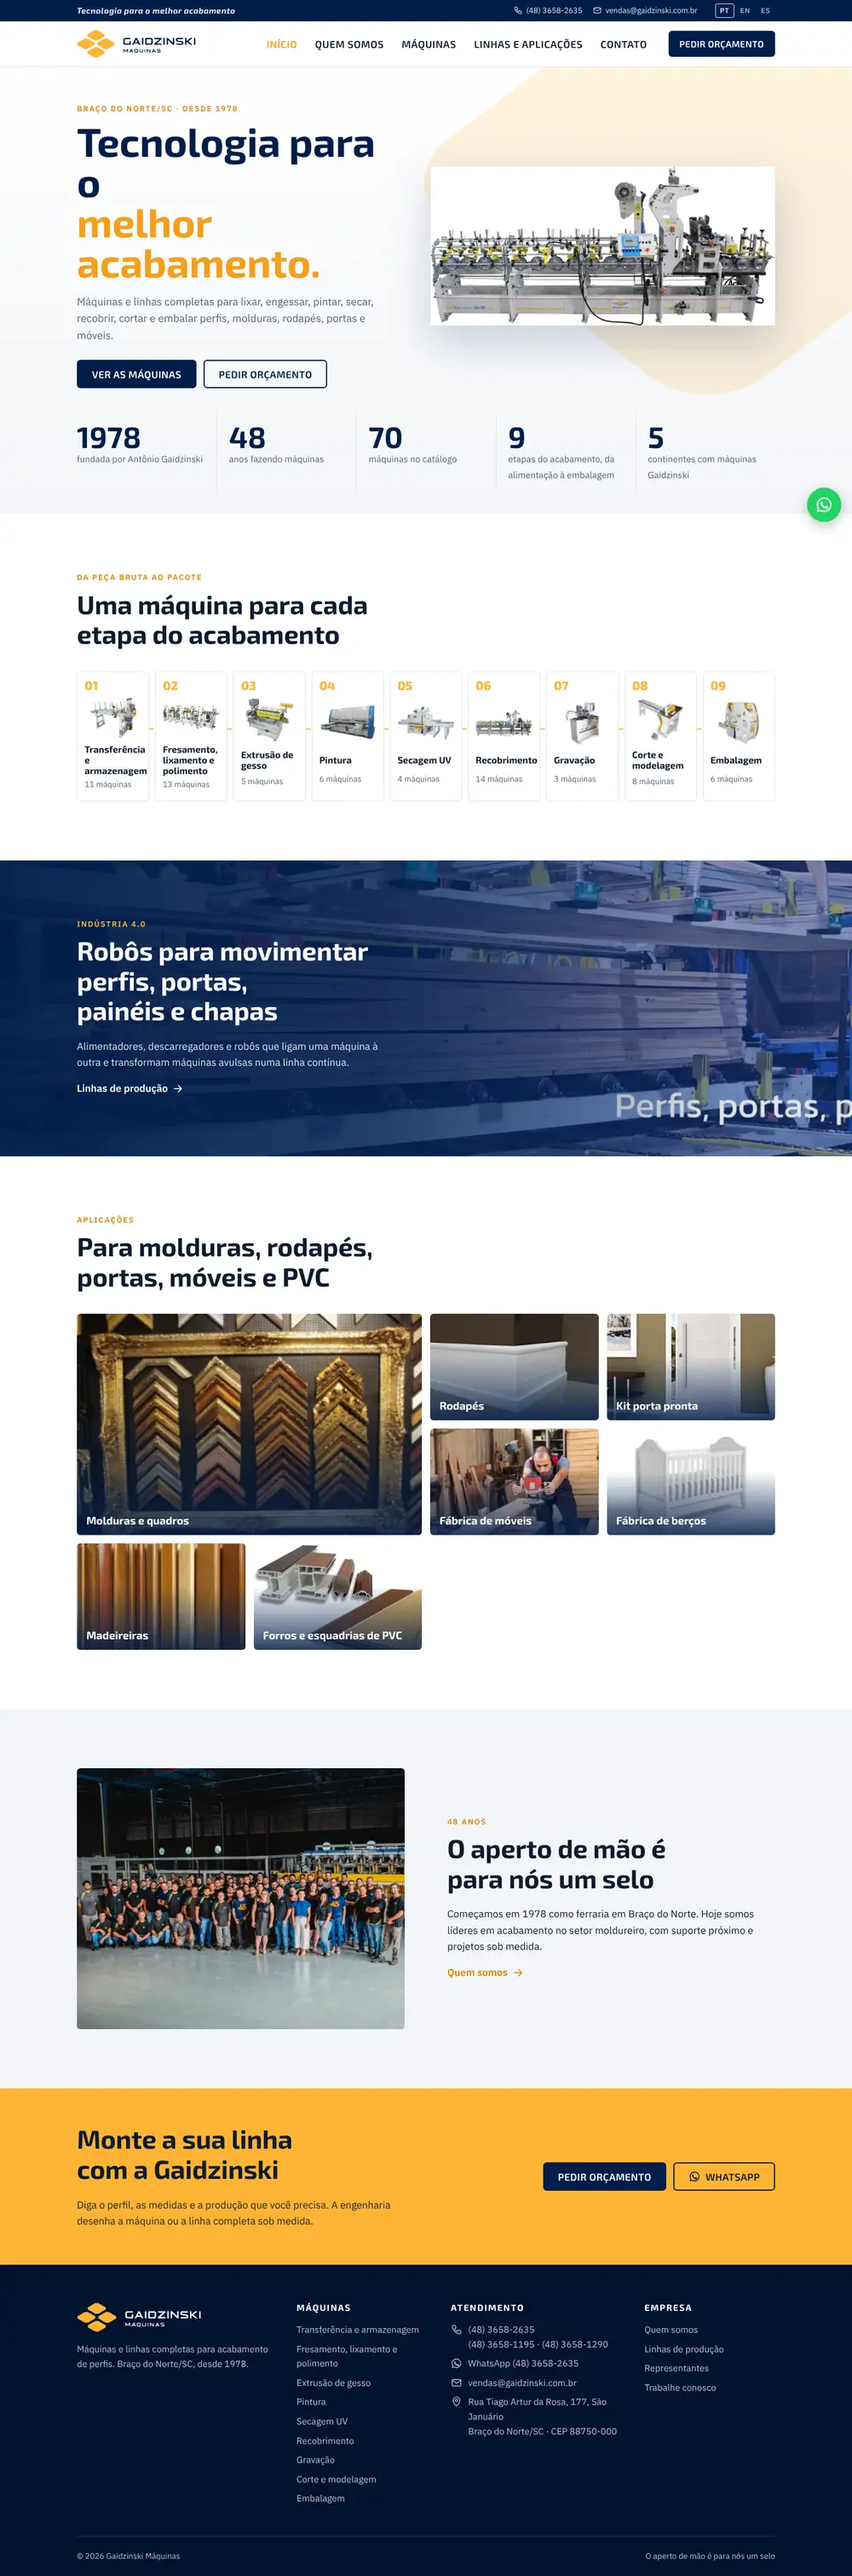 Tecnologia para o melhor acabamento
(48) 3658-2635
vendas@gaidzinski.com.br
PT
EN
ES
GAIDZINSKI
MÁQUINAS
INÍCIO
QUEM SOMOS
MÁQUINAS
LINHAS E APLICAÇÕES
CONTATO
PEDIR ORÇAMENTO
BRAÇO DO NORTE/SC · DESDE 1978
Tecnologia para
o
melhor
acabamento.
Máquinas e linhas completas para lixar, engessar, pintar, secar,
recobrir, cortar e embalar perfis, molduras, rodapés, portas e
móveis.
VER AS MÁQUINAS
PEDIR ORÇAMENTO
1978
fundada por Antônio Gaidzinski
48
anos fazendo máquinas
70
máquinas no catálogo
9
etapas do acabamento, da
alimentação à embalagem
5
continentes com máquinas
Gaidzinski
DA PEÇA BRUTA AO PACOTE
Uma máquina para cada
etapa do acabamento
01
Transferência
e
armazenagem
11 máquinas
02
Fresamento,
lixamento e
polimento
13 máquinas
03
Extrusão de
gesso
5 máquinas
04
Pintura
6 máquinas
05
Secagem UV
4 máquinas
06
Recobrimento
14 máquinas
07
Gravação
3 máquinas
08
Corte e
modelagem
8 máquinas
09
Embalagem
6 máquinas
INDÚSTRIA 4.0
Robôs para movimentar
perfis, portas,
painéis e chapas
Alimentadores, descarregadores e robôs que ligam uma máquina à
outra e transformam máquinas avulsas numa linha contínua.
Linhas de produção
Perfis, portas, p
APLICAÇÕES
Para molduras, rodapés,
portas, móveis e PVC
Molduras e quadros
Rodapés
Kit porta pronta
Fábrica de móveis
Fábrica de berços
Madeireiras
Forros e esquadrias de PVC
48 ANOS
O aperto de mão é
para nós um selo
Começamos em 1978 como ferraria em Braço do Norte. Hoje somos
líderes em acabamento no setor moldureiro, com suporte próximo e
projetos sob medida.
Quem somos
Monte a sua linha
com a Gaidzinski
Diga o perfil, as medidas e a produção que você precisa. A engenharia
desenha a máquina ou a linha completa sob medida.
PEDIR ORÇAMENTO
WHATSAPP
GAIDZINSKI
MÁQUINAS
Máquinas e linhas completas para acabamento
de perfis. Braço do Norte/SC, desde 1978.
MÁQUINAS
Transferência e armazenagem
Fresamento, lixamento e
polimento
Extrusão de gesso
Pintura
Secagem UV
Recobrimento
Gravação
Corte e modelagem
Embalagem
ATENDIMENTO
(48) 3658-2635
(48) 3658-1195 · (48) 3658-1290
WhatsApp (48) 3658-2635
vendas@gaidzinski.com.br
Rua Tiago Artur da Rosa, 177, São
Januário
Braço do Norte/SC · CEP 88750-000
EMPRESA
Quem somos
Linhas de produção
Representantes
Trabalhe conosco
© 2026 Gaidzinski Máquinas
O aperto de mão é para nós um selo